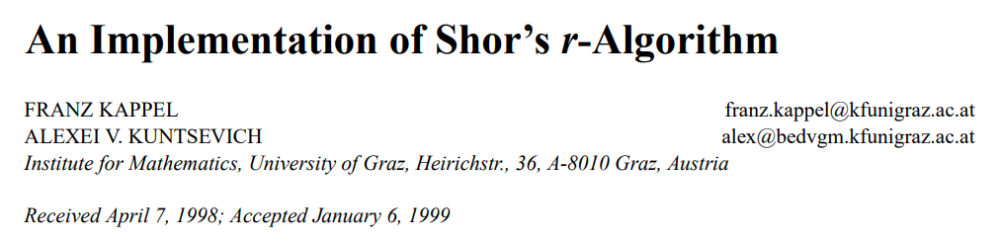 An Implementation of Shor’s r-Algorithm
FRANZ KAPPEL franz.kappel@kfunigraz.ac.at
ALEXEI V. KUNTSEVICH alex@bedvgm.kfunigraz.ac.at
Institute for Mathematics, University of Graz, Heirichstr., 36, A-8010 Graz, Austria
Received April 7, 1998; Accepted January 6, 1999